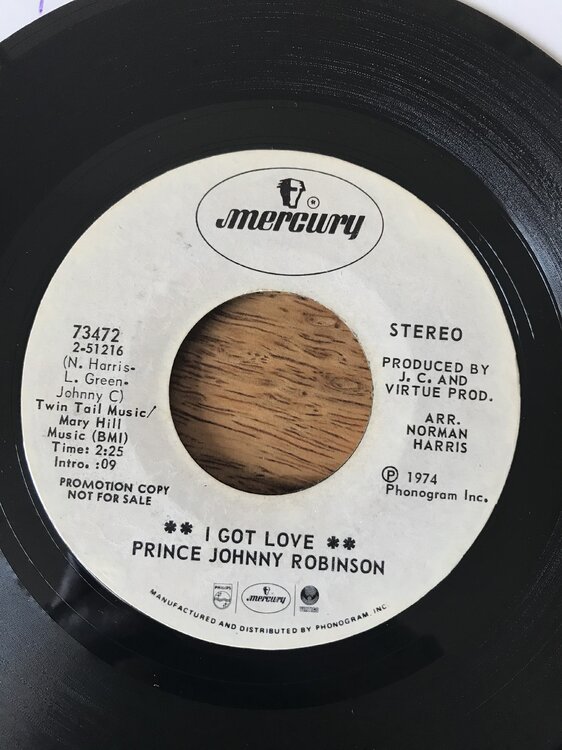 mercury ®
73472
2-51216
(N. Harris-
L. Green-
Johnny C)
Twin Tail Music/
Mary Hill
Music (BMI)
Time: 2:25
Intro. :09
PROMOTION COPY
NOT FOR SALE
STEREO
PRODUCED BY
J. C. AND
VIRTUE PROD.
ARR.
NORMAN
HARRIS
℗ 1974
Phonogram Inc.
** I GOT LOVE **
PRINCE JOHNNY ROBINSON
PHILIPS
mercury
MANUFACTURED AND DISTRIBUTED BY PHONOGRAM, INC